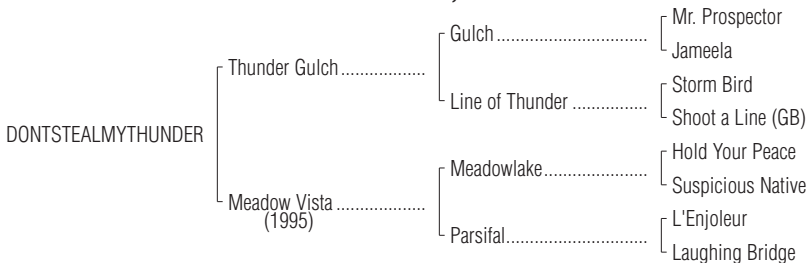 Mr. Prospector
Gulch..................................
Jameela
Thunder Gulch...................
Storm Bird
Line of Thunder .................
Shoot a Line (GB)
DONTSTEALMYTHUNDER
Hold Your Peace
Meadowlake.......................
Suspicious Native
Meadow Vista ....................
(1995)
L'Enjoleur
Parsifal................................
Laughing Bridge